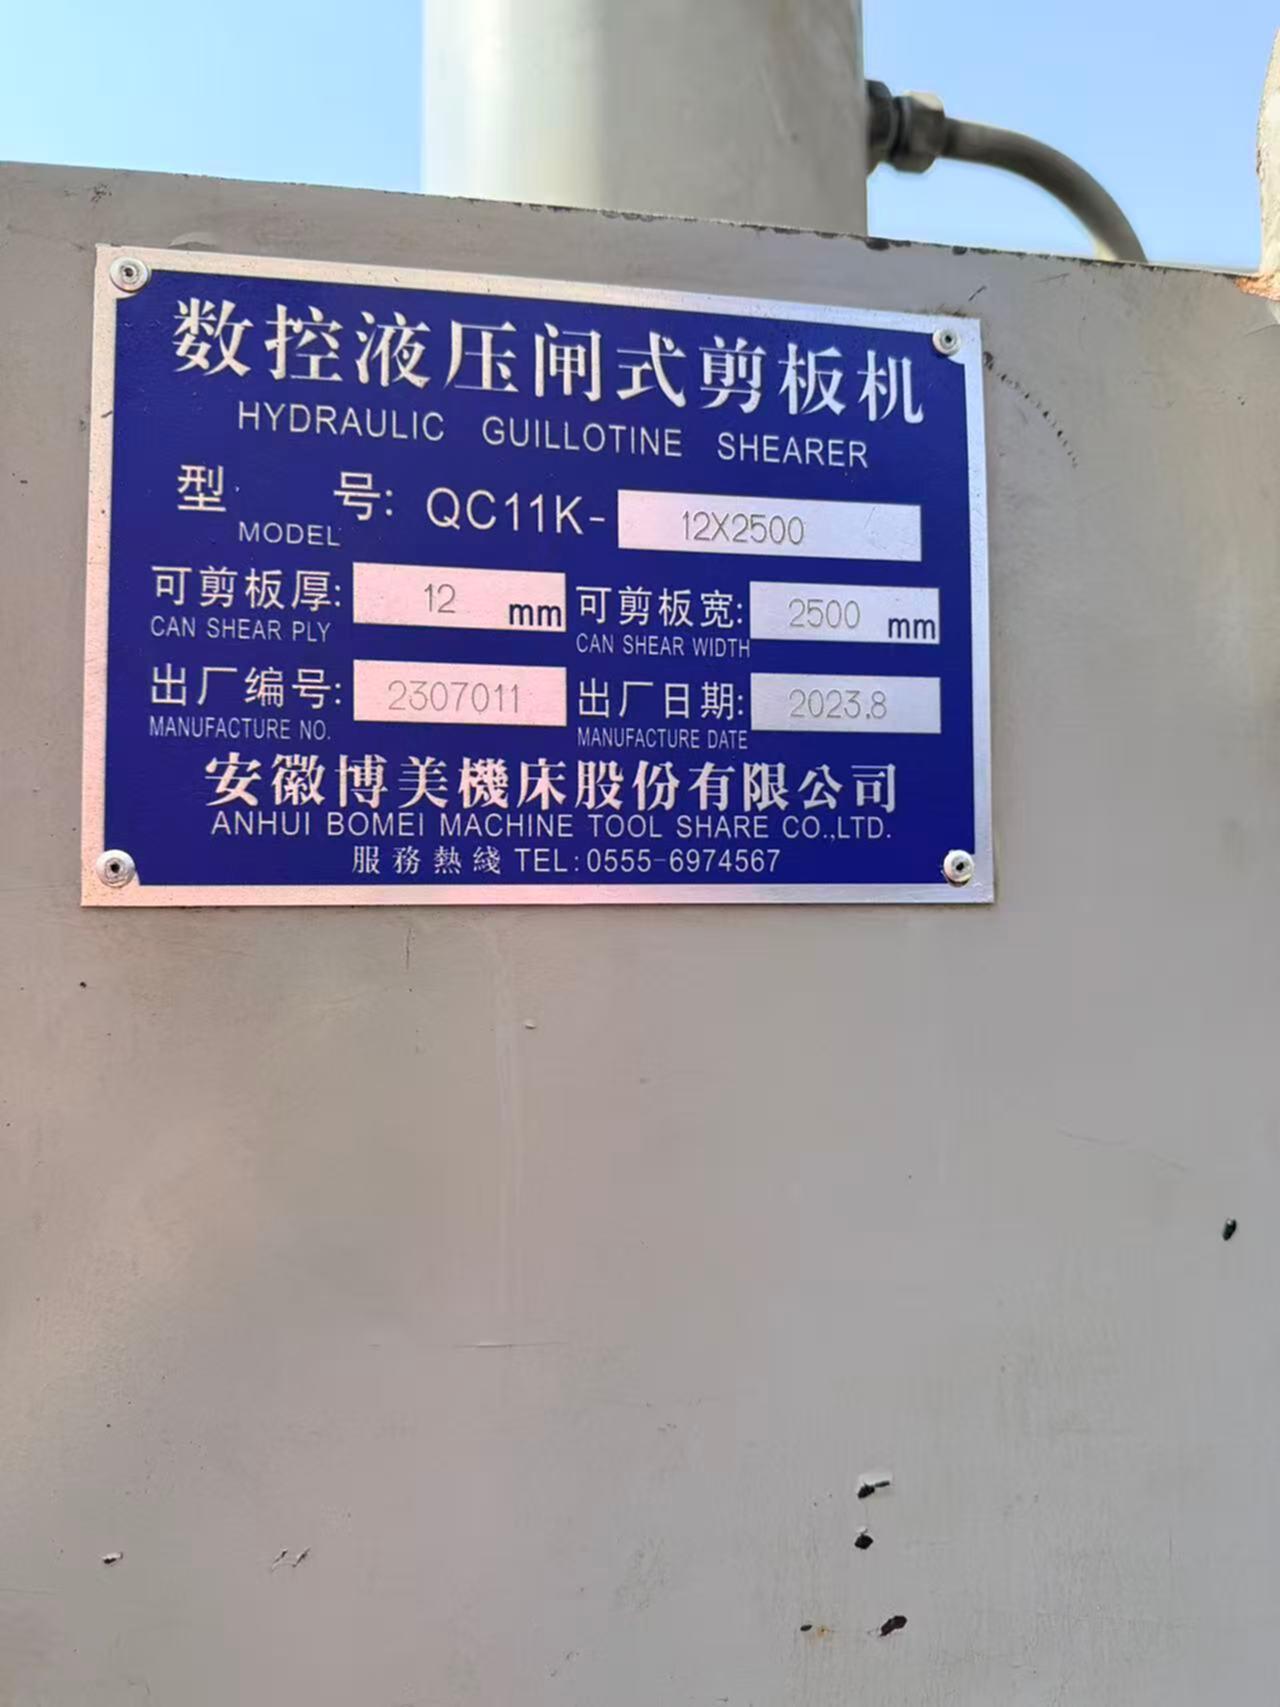 数控液压闸式剪板机
HYDRAULIC GUILLOTINE SHEARER
型 号: QC11K- 12X2500
MODEL
可剪板厚: 12 mm 可剪板宽: 2500 mm
CAN SHEAR PLY CAN SHEAR WIDTH
出厂编号: 2307011 出厂日期: 2023.8
MANUFACTURE NO. MANUFACTURE DATE
安徽博美機床股份有限公司
ANHUI BOMEI MACHINE TOOL SHARE CO.,LTD.
服務熱綫 TEL:0555-6974567